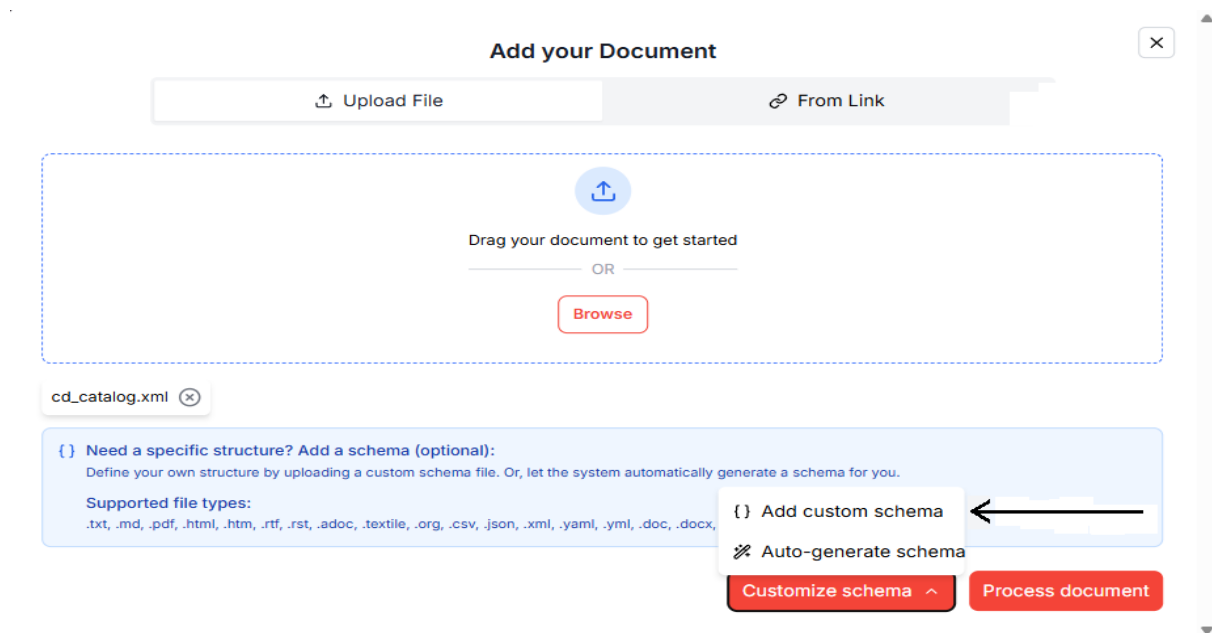 Add your Document
Upload File
From Link
Drag your document to get started
OR
Browse
cd_catalog.xml
{ } Need a specific structure? Add a schema (optional):
Define your own structure by uploading a custom schema file. Or, let the system automatically generate a schema for you.
Supported file types:
.txt, .md, .pdf, .html, .htm, .rtf, .rst, .adoc, .textile, .org, .csv, .json, .xml, .yaml, .yml, .doc, .docx,
{ } Add custom schema
Auto-generate schema
Customize schema
Process document